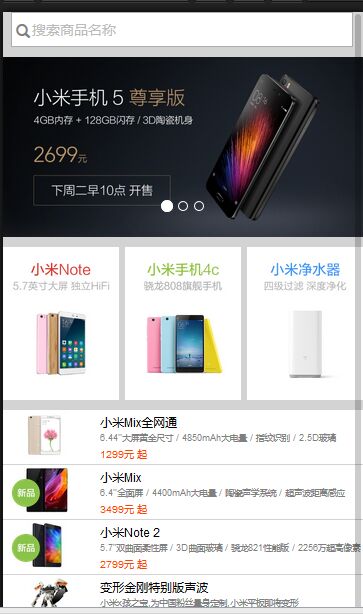 搜索商品名称
小米手机 5 尊享版
4GB内存 + 128GB闪存 / 3D陶瓷机身
2699元
下周二早10点 开售
小米Note
5.7英寸大屏 独立HiFi
小米手机4c
骁龙808旗舰手机
小米净水器
四级过滤 深度净化
小米Mix全网通
6.44"大屏黄金尺寸 / 4850mAh大电量 / 指纹识别 / 2.5D玻璃
1299元 起
新品
小米Mix
6.4"全面屏 / 4400mAh大电量 / 陶瓷声学系统 / 超声波距离感应
3499元 起
新品
小米Note 2
5.7"双曲面柔性屏 / 3D曲面玻璃 / 骁龙821性能版 / 2256万超高像素
2799元 起
变形金刚特别版声波
小米x孩之宝,为中国粉丝量身定制,小米平板即将变形